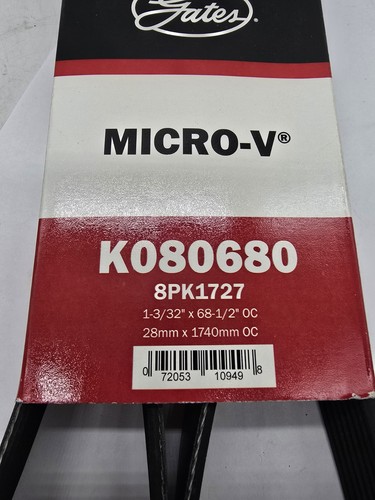 Gates®
MICRO-V®
K080680
8PK1727
1-3/32" x 68-1/2" OC
28mm x 1740mm OC
0 72053 10949 8